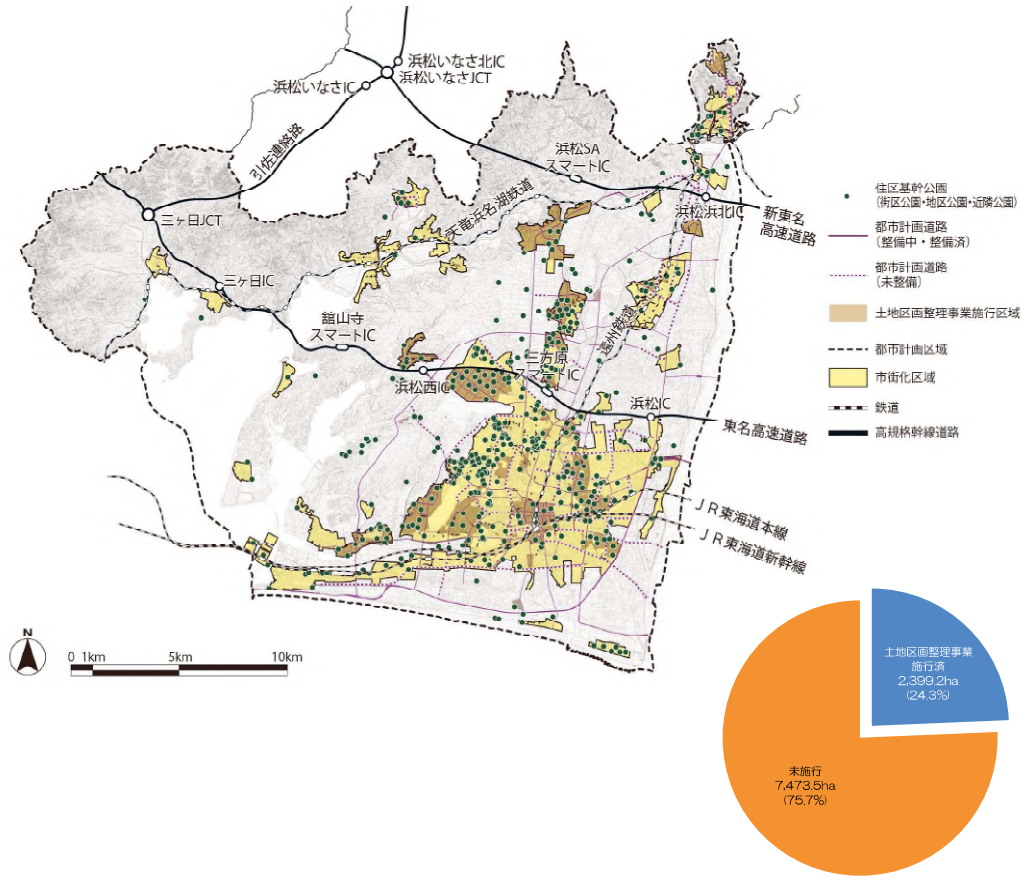 浜松いなさ北IC
浜松いなさJCT
浜松いなさIC
引佐連絡路
浜松SA
スマートIC
三ヶ日JCT
天竜浜名湖鉄道
浜松浜北IC
新東名
高速道路
三ヶ日IC
舘山寺
スマートIC
遠州鉄道
三方原
スマートIC
浜松西IC
浜松IC
東名高速道路
JR東海道本線
JR東海道新幹線
住区基幹公園
(街区公園・地区公園・近隣公園)
都市計画道路
(整備中・整備済)
都市計画道路
(未整備)
土地区画整理事業施行区域
都市計画区域
市街化区域
鉄道
高規格幹線道路
N
0 1km 5km 10km
土地区画整理事業
施行済
2,399.2ha
(24.3%)
未施行
7,473.5ha
(75.7%)